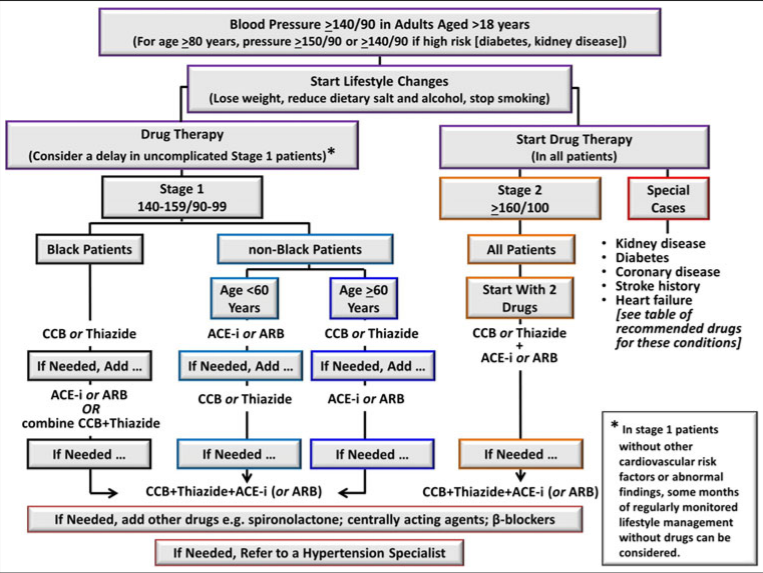 Blood Pressure ≥140/90 in Adults Aged >18 years
(For age ≥80 years, pressure ≥150/90 or ≥140/90 if high risk [diabetes, kidney disease])
Start Lifestyle Changes
(Lose weight, reduce dietary salt and alcohol, stop smoking)
Drug Therapy
(Consider a delay in uncomplicated Stage 1 patients)*
Start Drug Therapy
(In all patients)
Stage 1
140-159/90-99
Stage 2
≥160/100
Special
Cases
Black Patients
non-Black Patients
All Patients
• Kidney disease
• Diabetes
• Coronary disease
• Stroke history
• Heart failure
[see table of
recommended drugs
for these conditions]
Age <60
Years
Age ≥60
Years
Start With 2
Drugs
CCB or Thiazide
ACE-i or ARB
CCB or Thiazide
CCB or Thiazide
+
ACE-i or ARB
If Needed, Add ...
If Needed, Add ...
If Needed, Add ...
ACE-i or ARB
OR
combine CCB+Thiazide
CCB or Thiazide
ACE-i or ARB
If Needed ...
If Needed ...
If Needed ...
If Needed ...
CCB+Thiazide+ACE-i (or ARB)
CCB+Thiazide+ACE-i (or ARB)
* In stage 1 patients
without other
cardiovascular risk
factors or abnormal
findings, some months
of regularly monitored
lifestyle management
without drugs can be
considered.
If Needed, add other drugs e.g. spironolactone; centrally acting agents; β-blockers
If Needed, Refer to a Hypertension Specialist